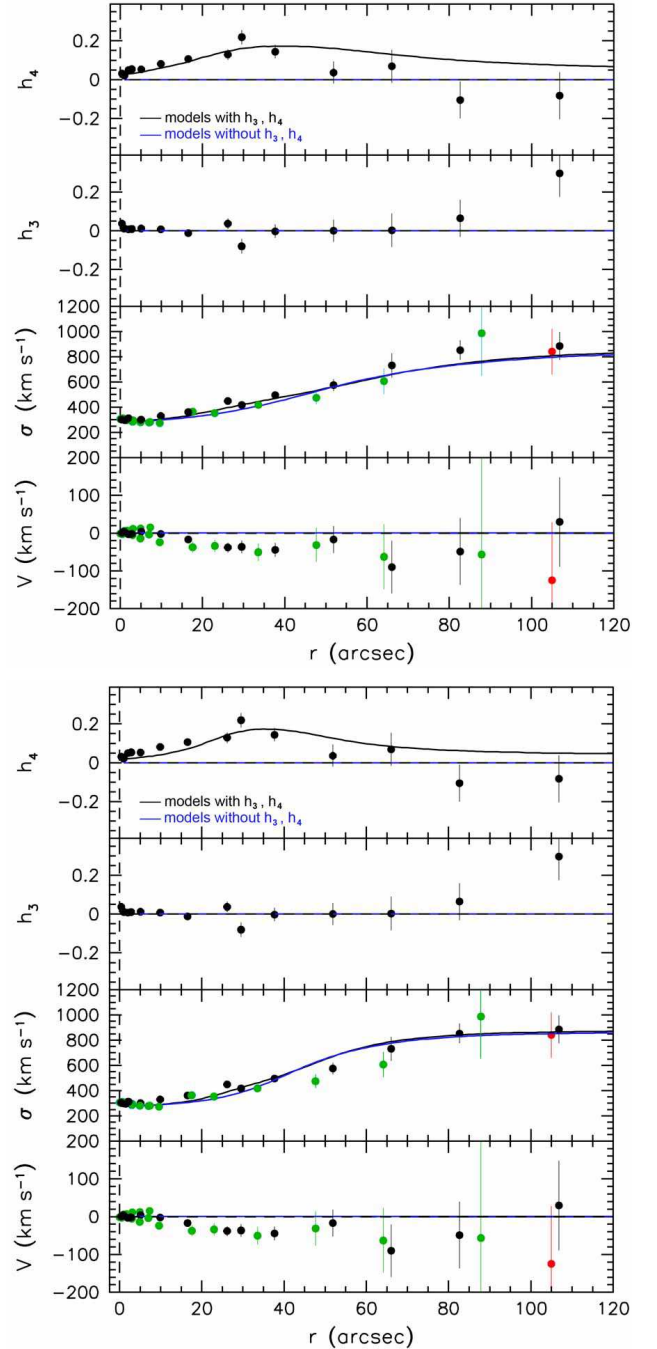 0.2
0
−0.2
h₄
models with h₃ , h₄
models without h₃ , h₄
0.2
0
−0.2
h₃
1200
1000
800
600
400
200
σ (km s⁻¹)
100
0
−100
−200
V (km s⁻¹)
0 20 40 60 80 100 120
r (arcsec)
0.2
0
−0.2
h₄
models with h₃ , h₄
models without h₃ , h₄
0.2
0
−0.2
h₃
1200
1000
800
600
400
200
σ (km s⁻¹)
100
0
−100
−200
V (km s⁻¹)
0 20 40 60 80 100 120
r (arcsec)